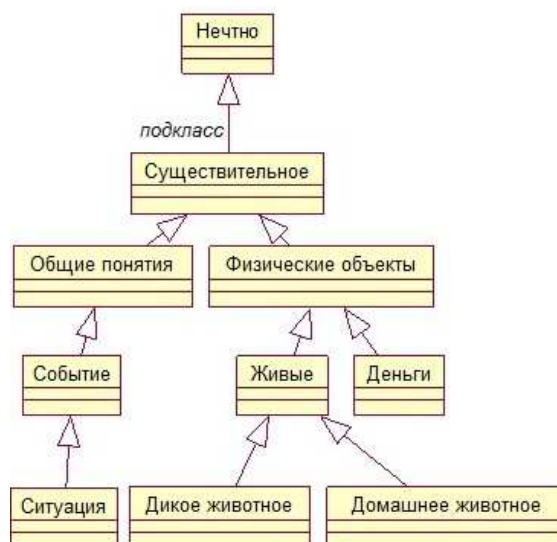 Нечтно
подкласс
Существительное
Общие понятия
Физические объекты
Событие
Живые
Деньги
Ситуация
Дикое животное
Домашнее животное